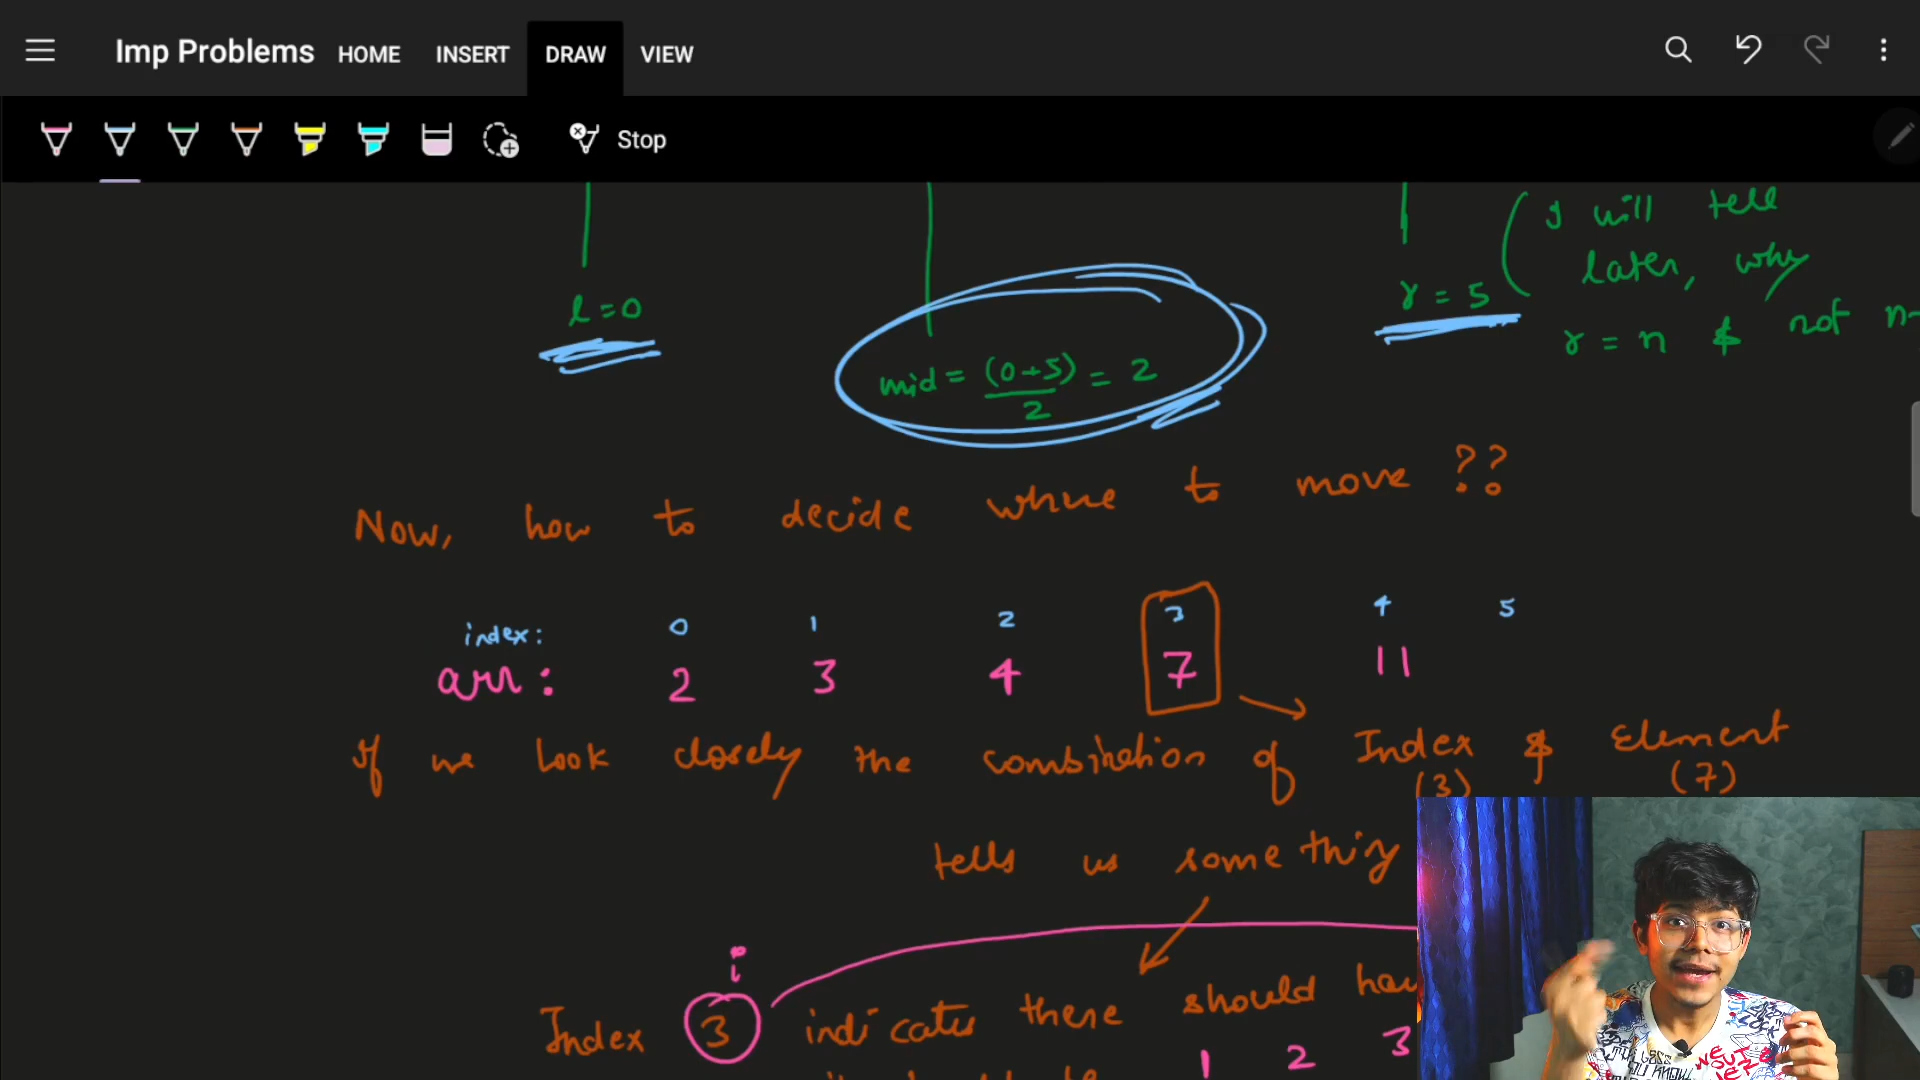 Imp Problems HOME INSERT DRAW VIEW
Stop
(I will tell
later, why
l = 0
r = 5
r = n & not n-
mid = (0+5)/2 = 2
Now, how to decide where to move ??
index: 0 1 2 3 4 5
arr: 2 3 4 7 11
If we look closely the combination of Index & Element
(3) (7)
tells us something
i
Index 3 indicates there should hav
1 2 3